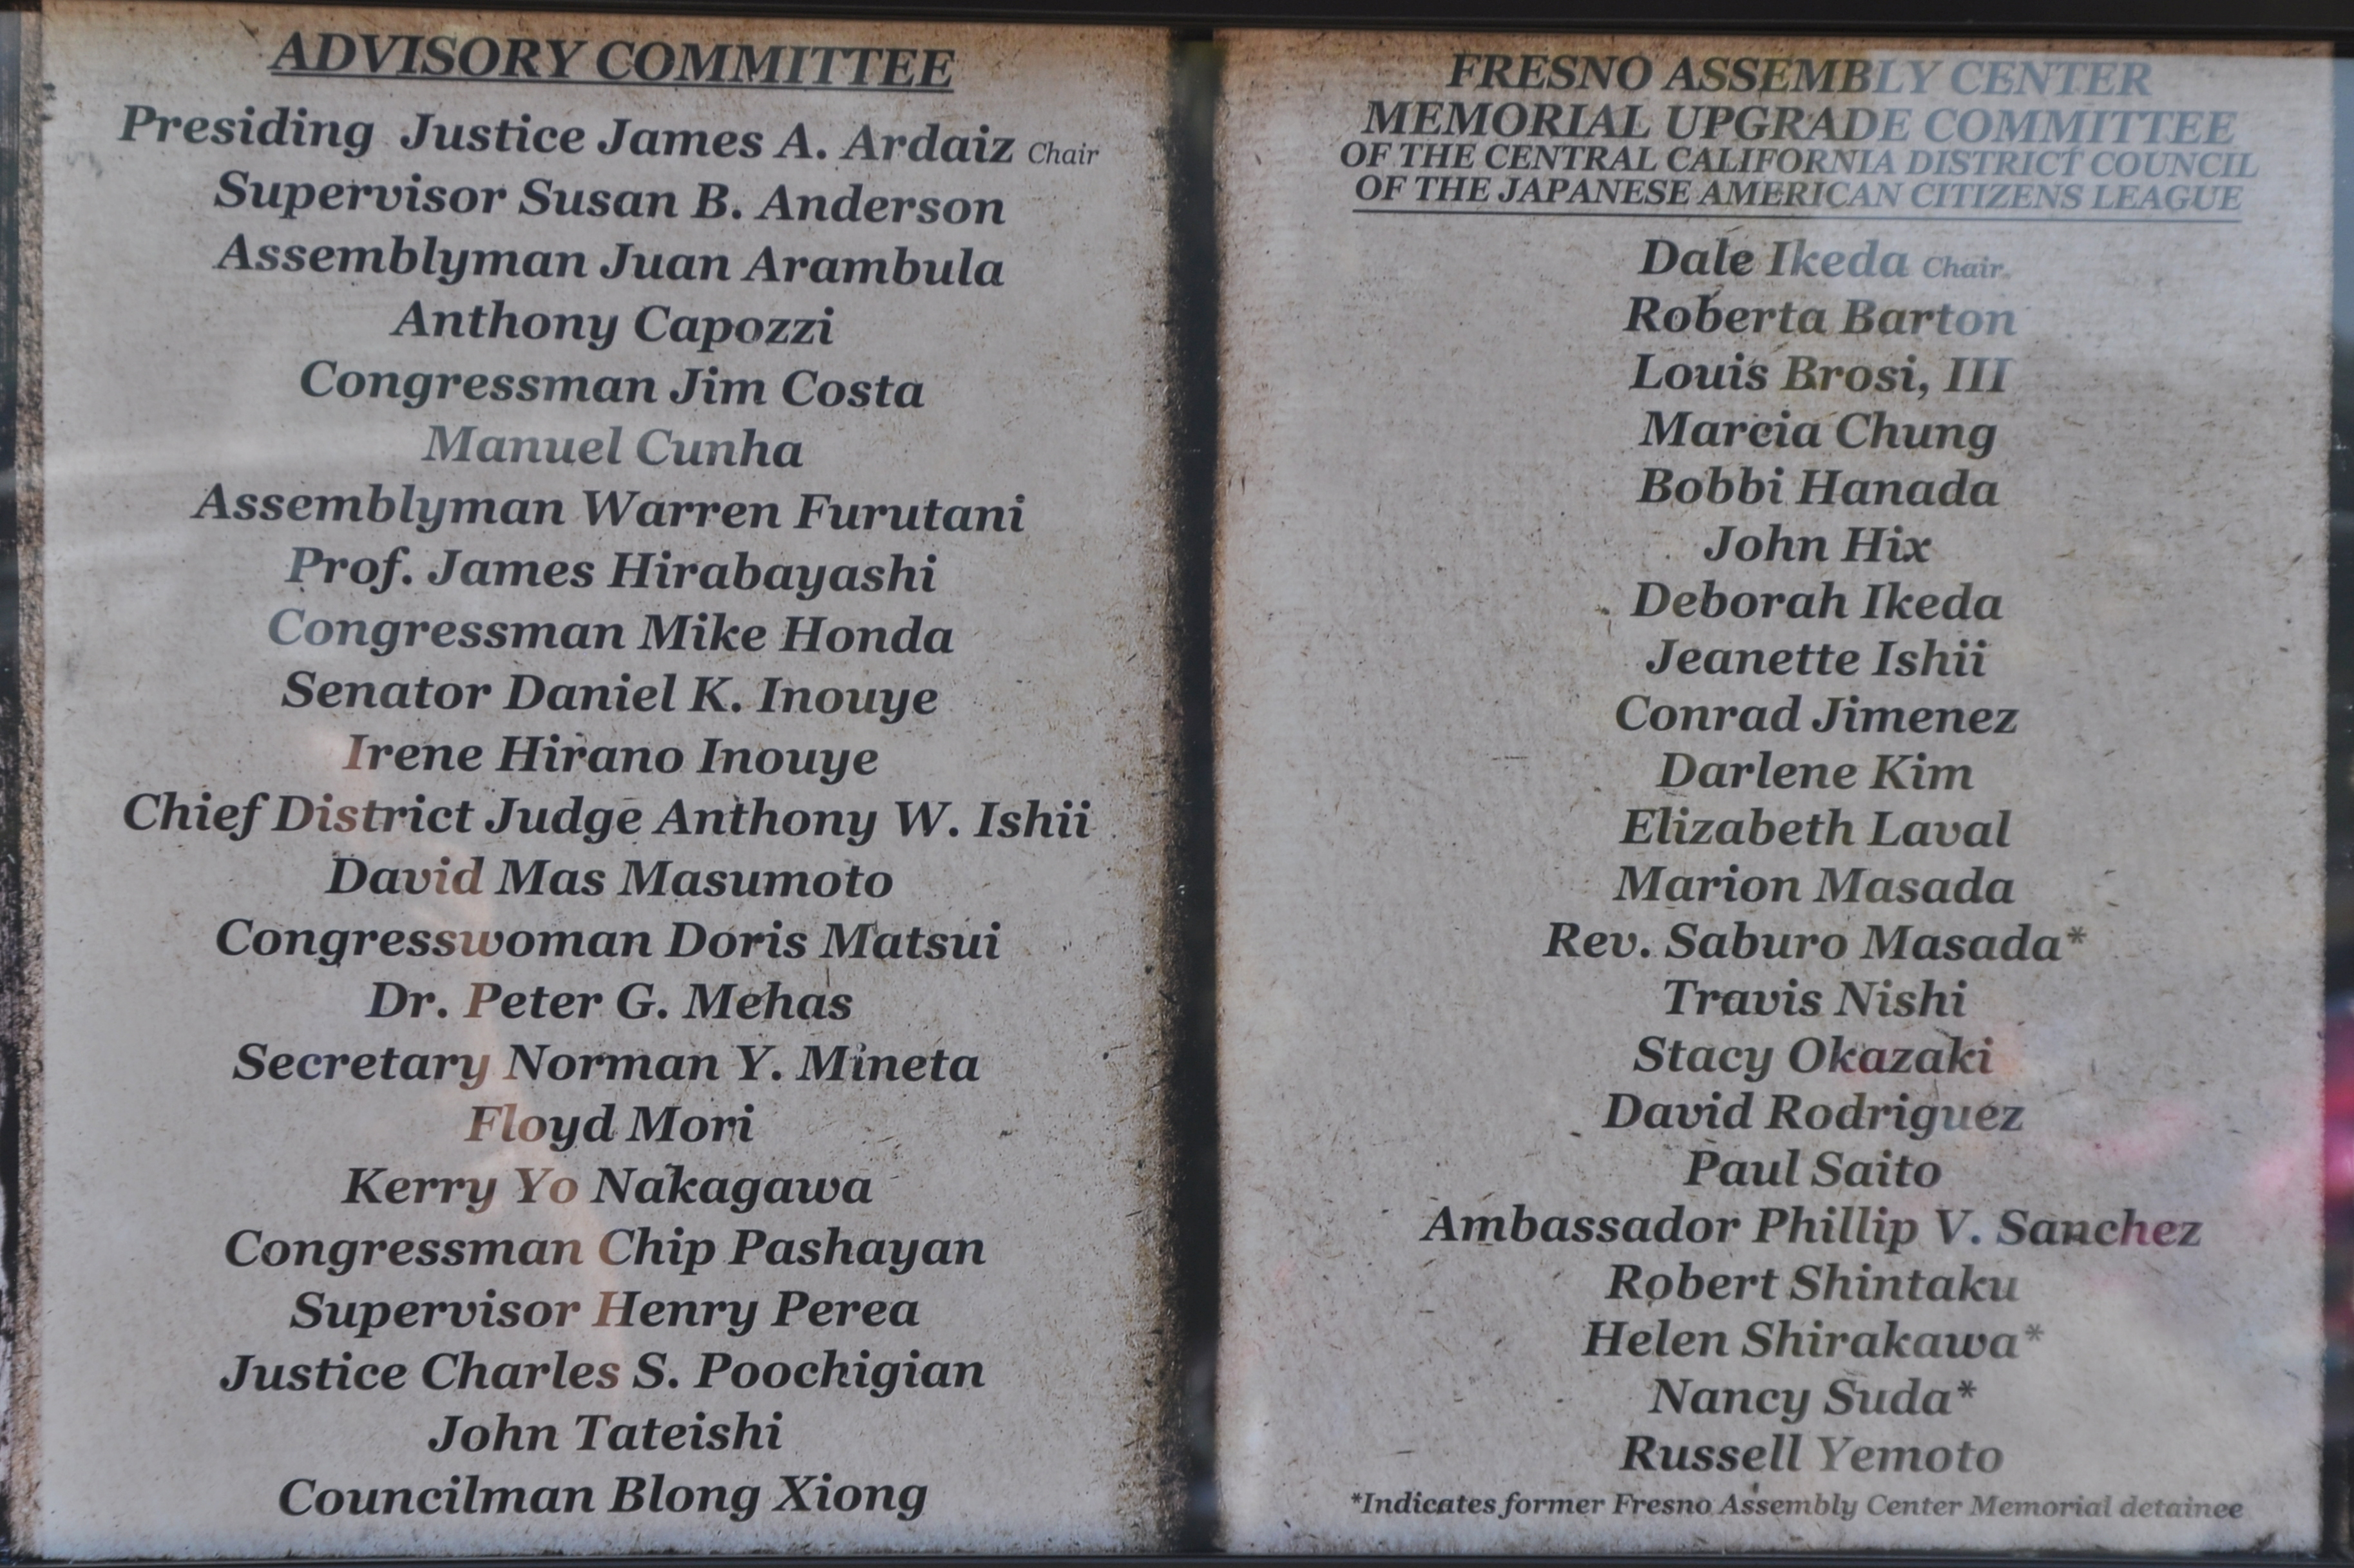 ADVISORY COMMITTEE
Presiding Justice James A. Ardaiz Chair
Supervisor Susan B. Anderson
Assemblyman Juan Arambula
Anthony Capozzi
Congressman Jim Costa
Manuel Cunha
Assemblyman Warren Furutani
Prof. James Hirabayashi
Congressman Mike Honda
Senator Daniel K. Inouye
Irene Hirano Inouye
Chief District Judge Anthony W. Ishii
David Mas Masumoto
Congresswoman Doris Matsui
Dr. Peter G. Mehas
Secretary Norman Y. Mineta
Floyd Mori
Kerry Yo Nakagawa
Congressman Chip Pashayan
Supervisor Henry Perea
Justice Charles S. Poochigian
John Tateishi
Councilman Blong Xiong
FRESNO ASSEMBLY CENTER
MEMORIAL UPGRADE COMMITTEE
OF THE CENTRAL CALIFORNIA DISTRICT COUNCIL
OF THE JAPANESE AMERICAN CITIZENS LEAGUE
Dale Ikeda Chair
Roberta Barton
Louis Brosi, III
Marcia Chung
Bobbi Hanada
John Hix
Deborah Ikeda
Jeanette Ishii
Conrad Jimenez
Darlene Kim
Elizabeth Laval
Marion Masada
Rev. Saburo Masada*
Travis Nishi
Stacy Okazaki
David Rodriguez
Paul Saito
Ambassador Phillip V. Sanchez
Robert Shintaku
Helen Shirakawa*
Nancy Suda*
Russell Yemoto
*Indicates former Fresno Assembly Center Memorial detainee